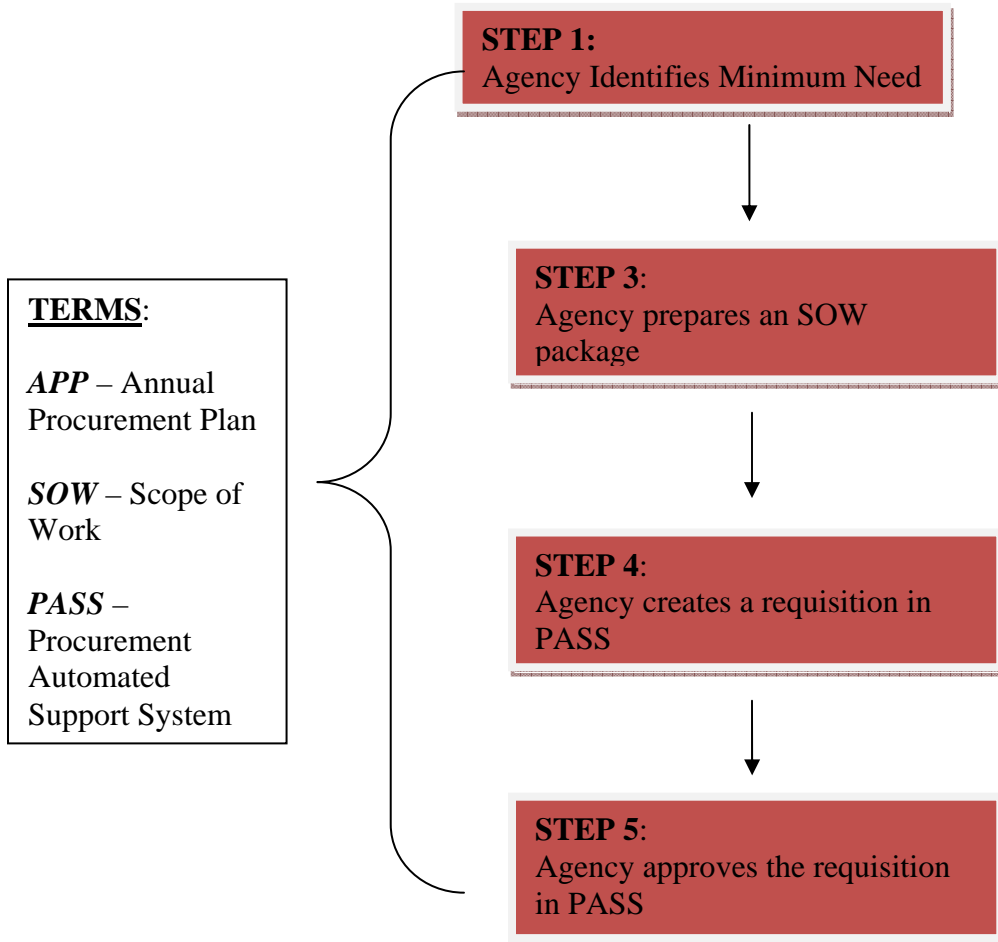 STEP 1:
Agency Identifies Minimum Need
STEP 3:
Agency prepares an SOW
package
STEP 4:
Agency creates a requisition in
PASS
STEP 5:
Agency approves the requisition
in PASS
TERMS:
APP – Annual
Procurement Plan
SOW – Scope of
Work
PASS –
Procurement
Automated
Support System